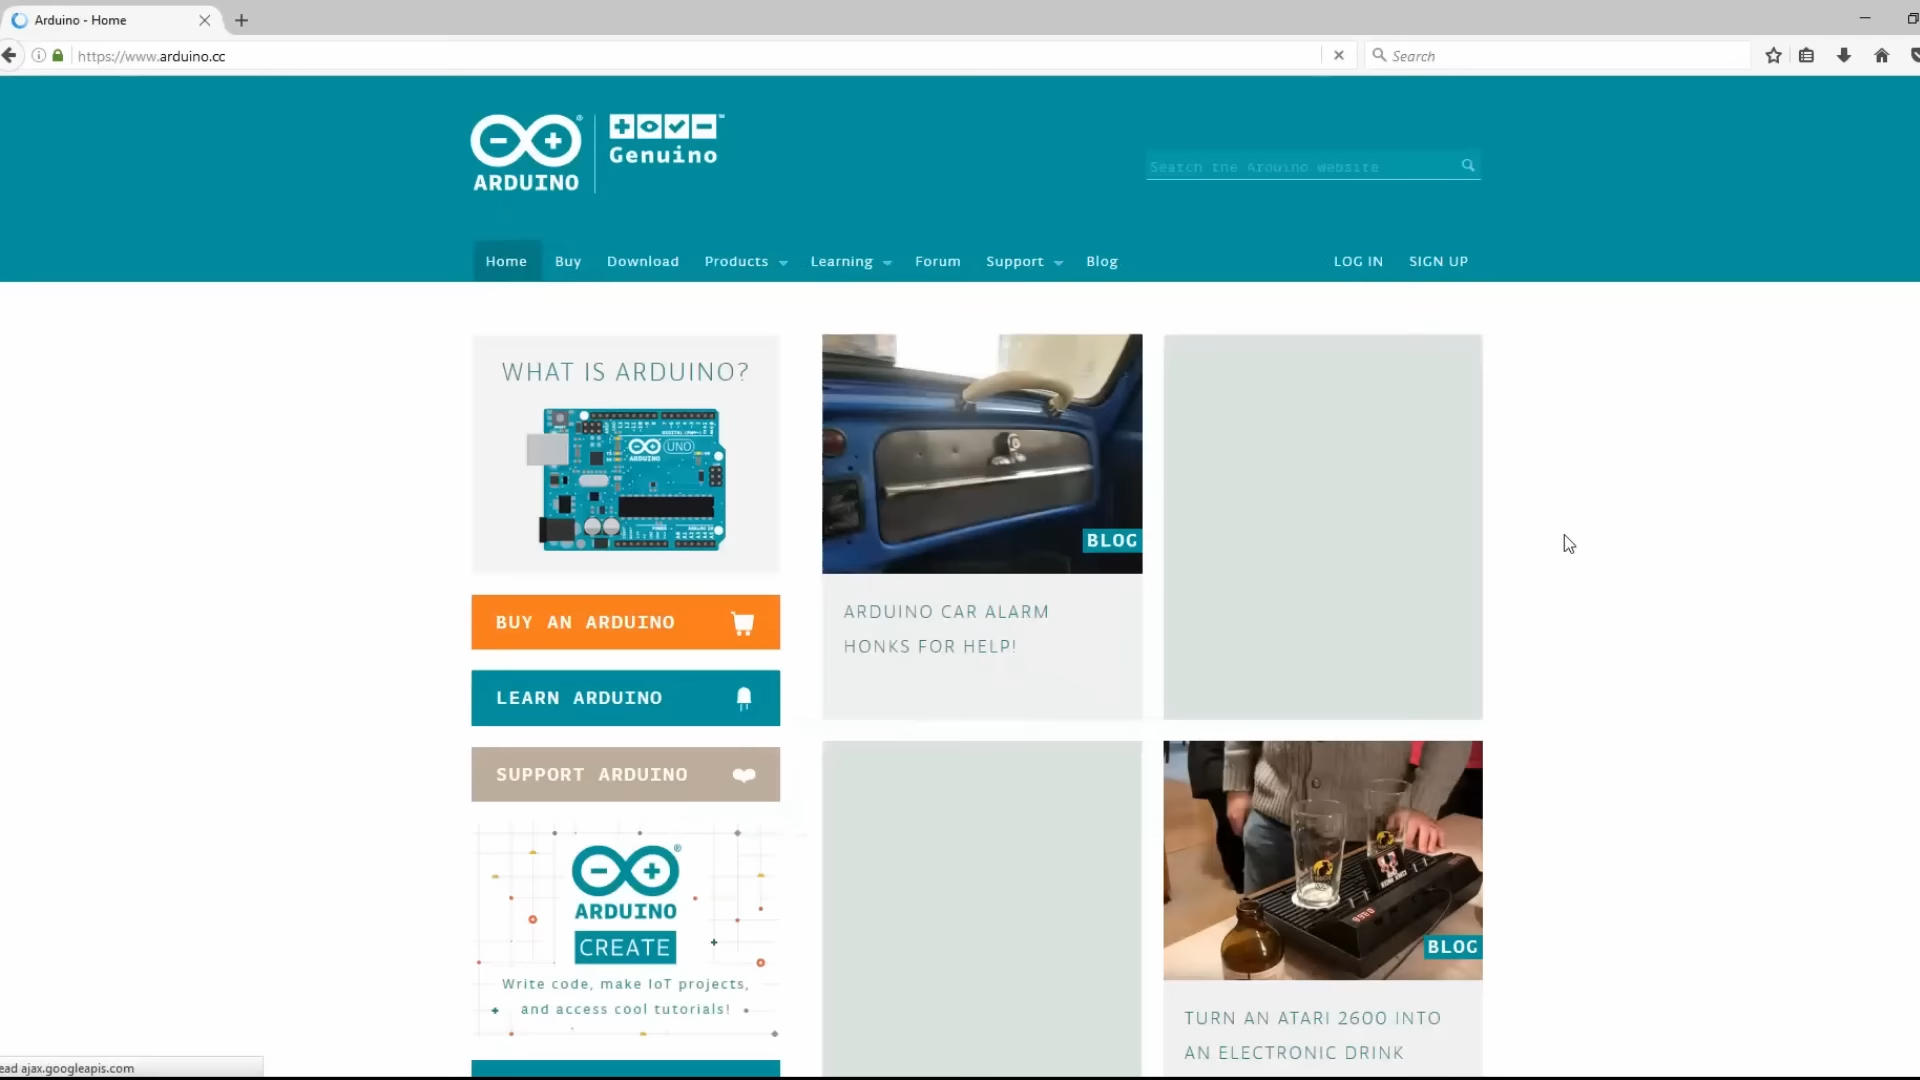 Arduino - Home
https://www.arduino.cc
Search
ARDUINO
Genuino
Search the Arduino website
Home
Buy
Download
Products
Learning
Forum
Support
Blog
LOG IN
SIGN UP
WHAT IS ARDUINO?
ARDUINO
UNO
BLOG
BUY AN ARDUINO
ARDUINO CAR ALARM
HONKS FOR HELP!
LEARN ARDUINO
SUPPORT ARDUINO
ARDUINO
CREATE
Write code, make IoT projects,
and access cool tutorials!
BLOG
TURN AN ATARI 2600 INTO
AN ELECTRONIC DRINK
ead ajax.googleapis.com